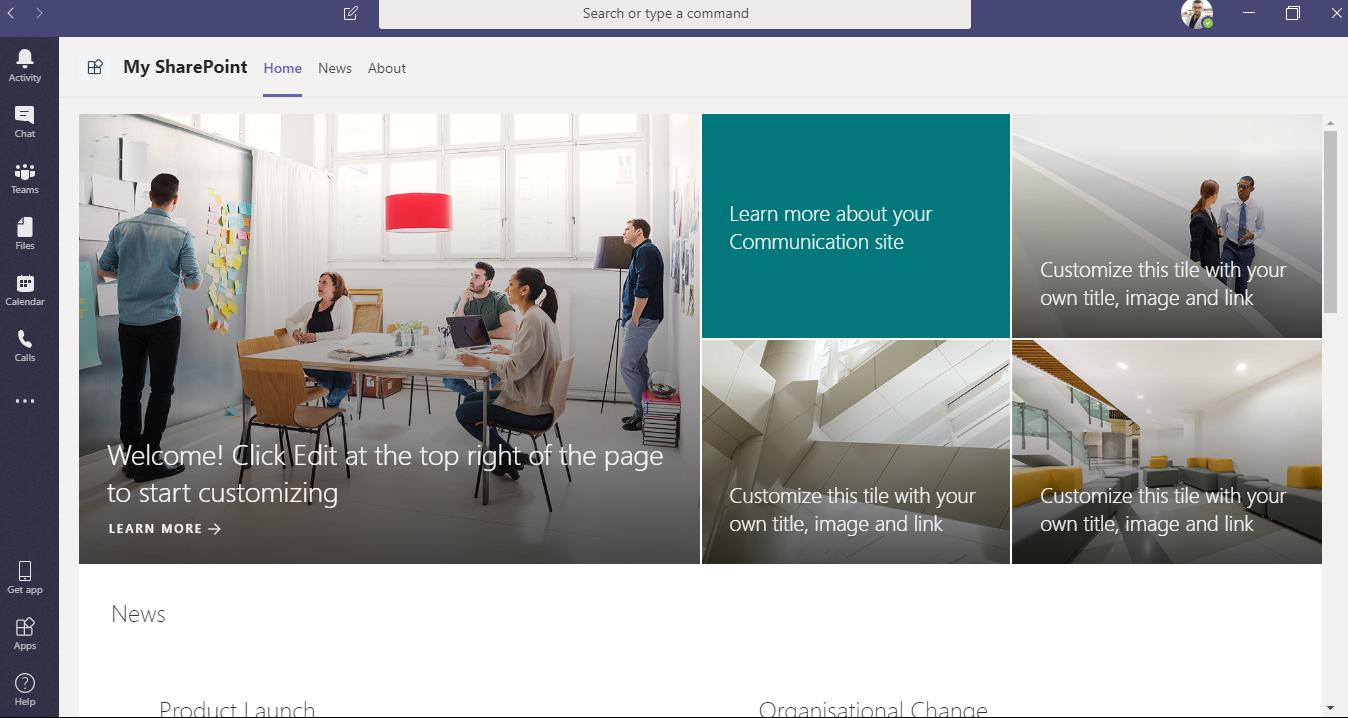 Search or type a command
Activity
Chat
Teams
Files
Calendar
Calls
Get app
Apps
Help
My SharePoint Home News About
Welcome! Click Edit at the top right of the page
to start customizing
LEARN MORE →
Learn more about your
Communication site
Customize this tile with your
own title, image and link
Customize this tile with your
own title, image and link
Customize this tile with your
own title, image and link
News
Product Launch
Organisational Change